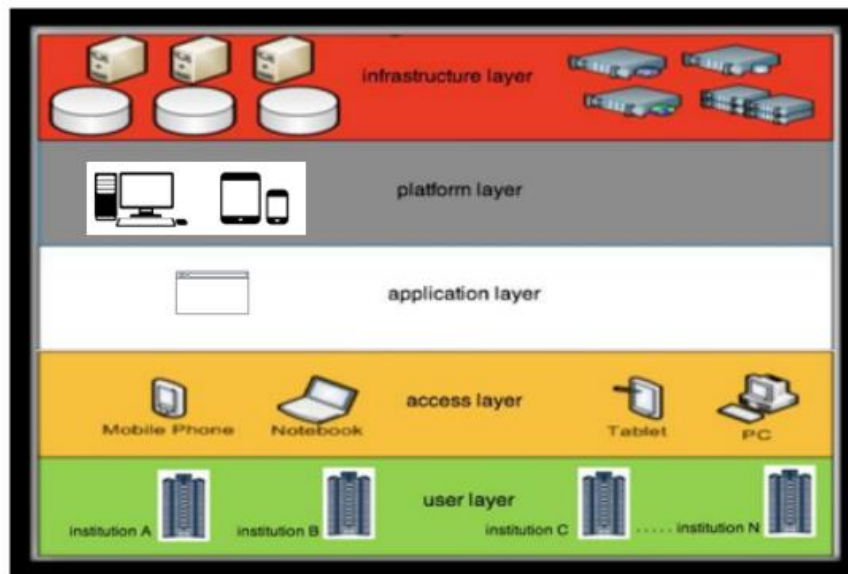 infrastructure layer
platform layer
application layer
access layer
Mobile Phone
Notebook
Tablet
PC
user layer
institution A
institution B
institution C
..... institution N